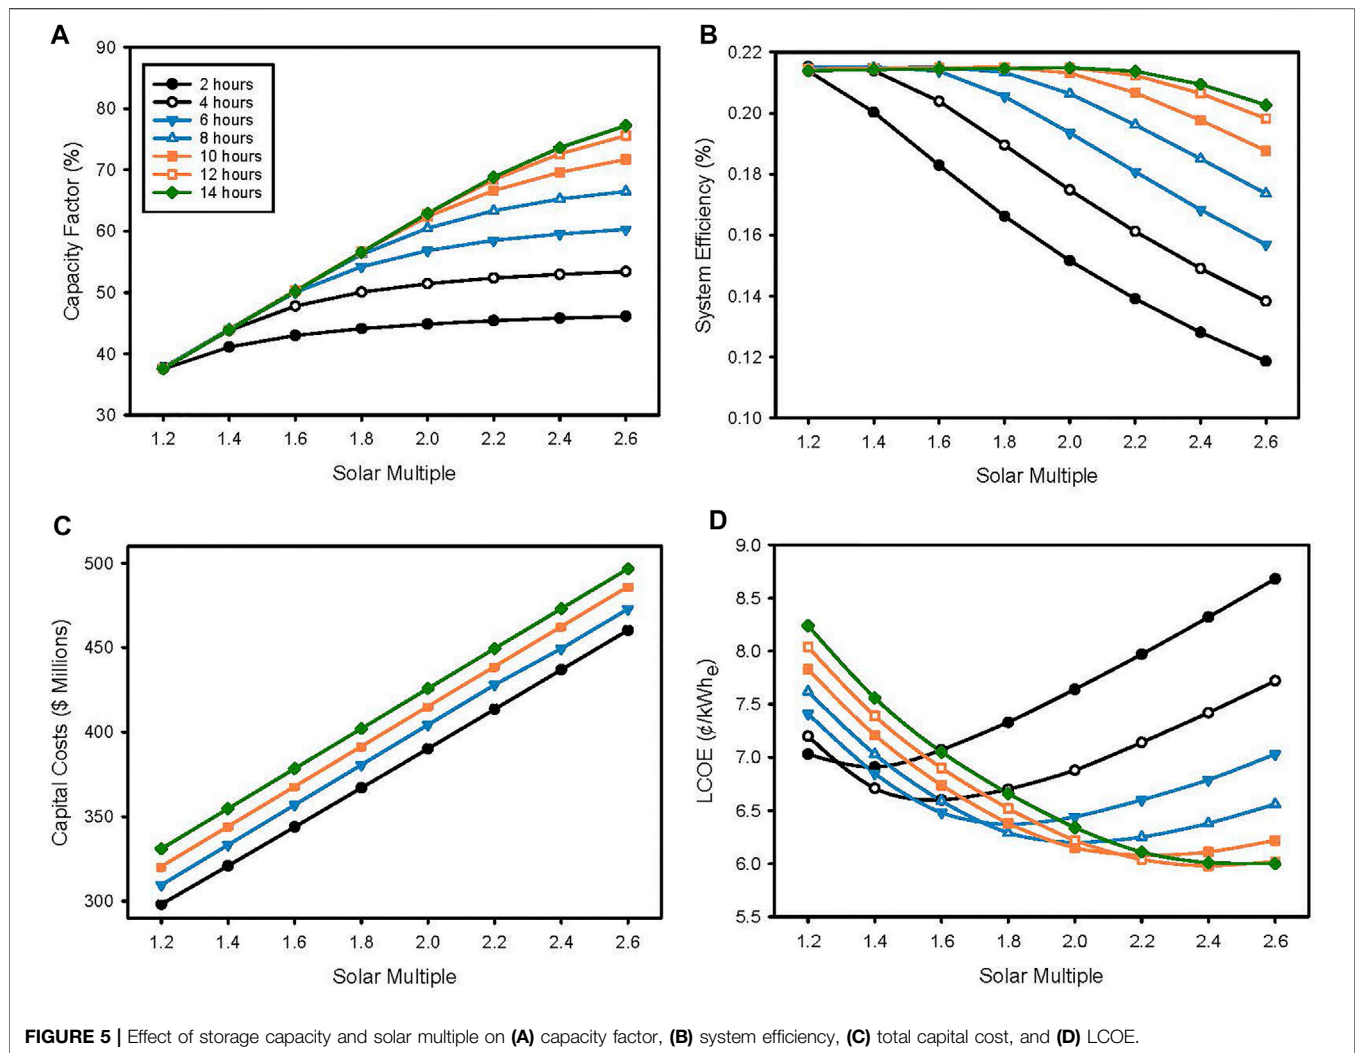 A
90
80
70
60
50
40
30
Capacity Factor (%)
2 hours
4 hours
6 hours
8 hours
10 hours
12 hours
14 hours
1.2 1.4 1.6 1.8 2.0 2.2 2.4 2.6
Solar Multiple
B
0.22
0.20
0.18
0.16
0.14
0.12
0.10
System Efficiency (%)
1.2 1.4 1.6 1.8 2.0 2.2 2.4 2.6
Solar Multiple
C
500
450
400
350
300
Capital Costs ($ Millions)
1.2 1.4 1.6 1.8 2.0 2.2 2.4 2.6
Solar Multiple
D
9.0
8.5
8.0
7.5
7.0
6.5
6.0
5.5
LCOE (¢/kWhe)
1.2 1.4 1.6 1.8 2.0 2.2 2.4 2.6
Solar Multiple
FIGURE 5 | Effect of storage capacity and solar multiple on (A) capacity factor, (B) system efficiency, (C) total capital cost, and (D) LCOE.